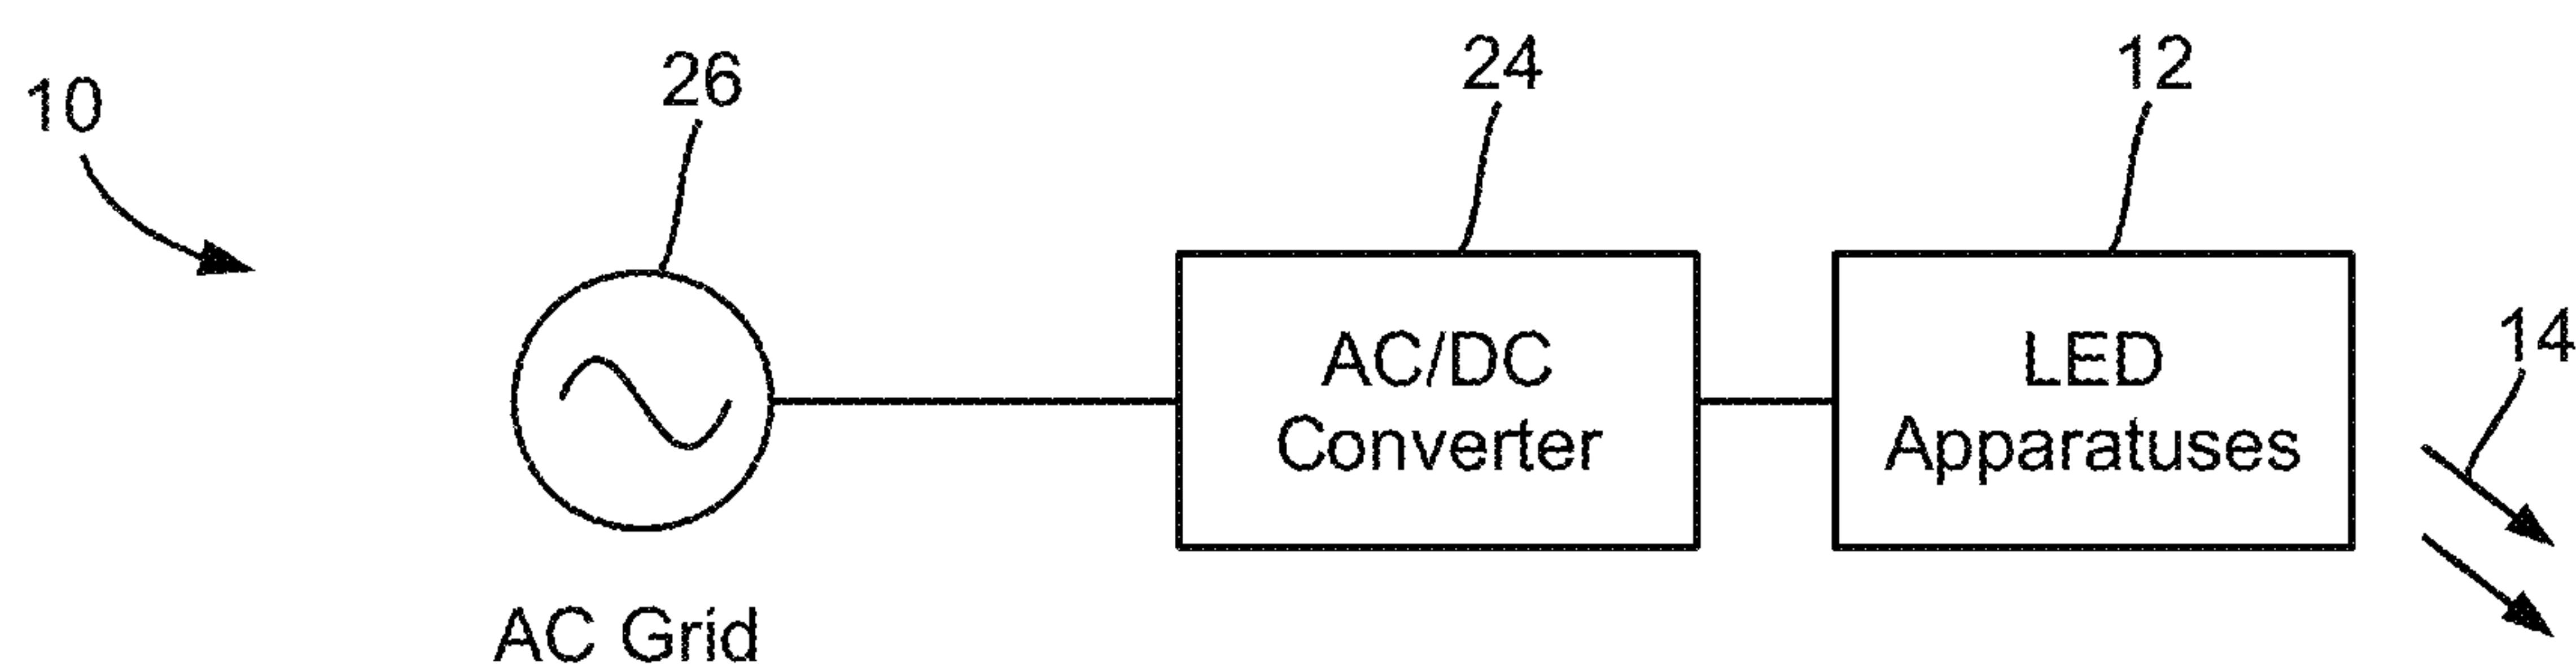 10
26
24
12
14
AC/DC
Converter
LED
Apparatuses
AC Grid